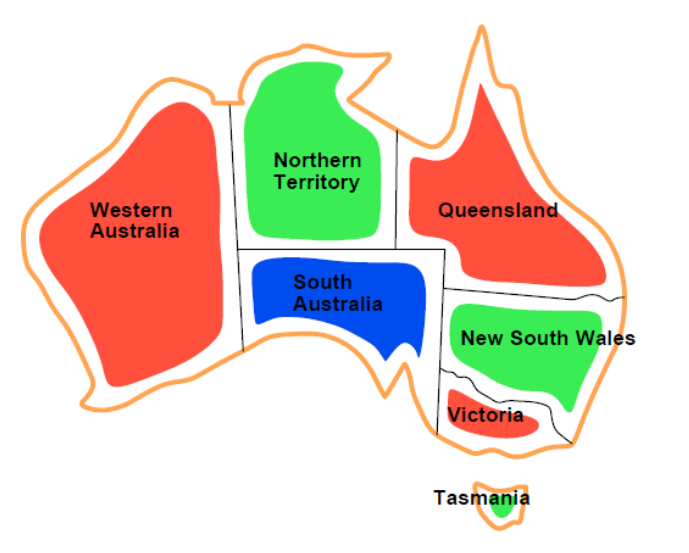 Northern
Territory
Western
Australia
Queensland
South
Australia
New South Wales
Victoria
Tasmania